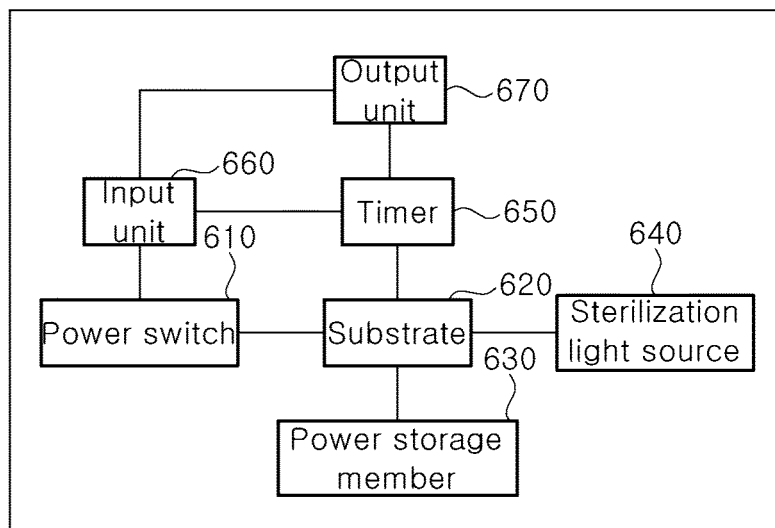 Output
unit
670
660
Input
unit
Timer
650
610
640
620
Power switch
Substrate
Sterilization
light source
630
Power storage
member